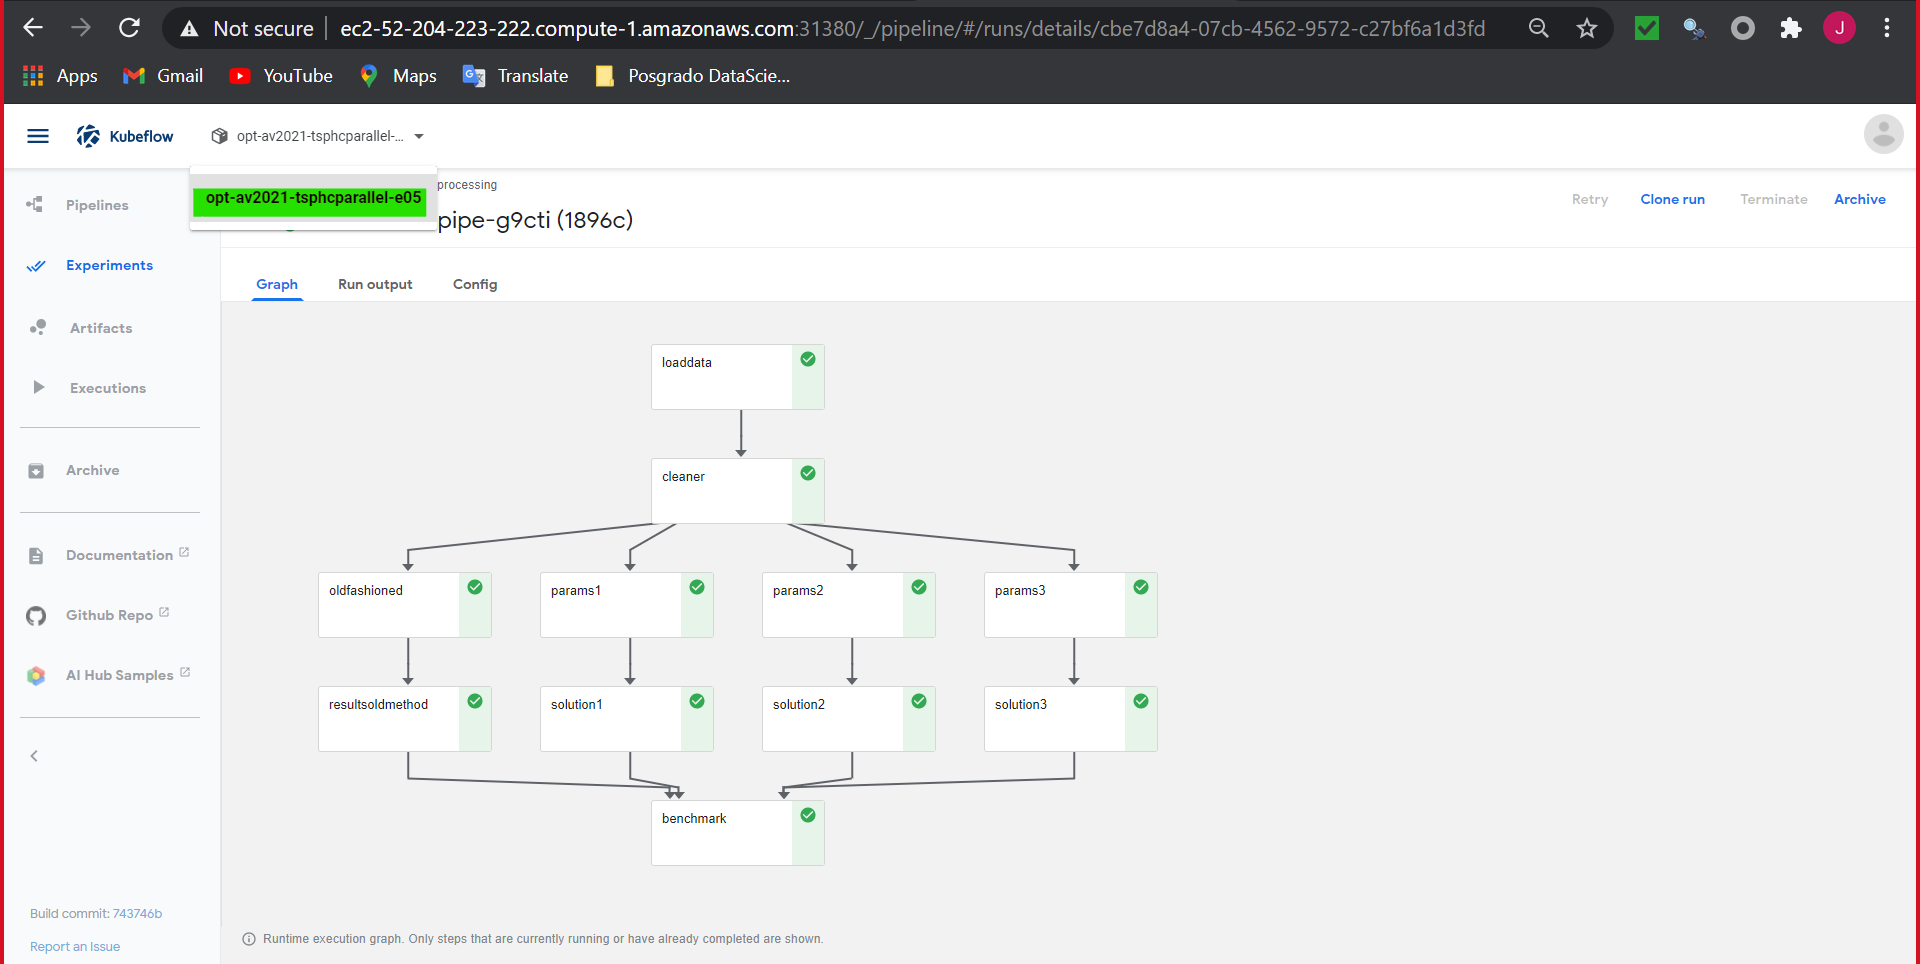 Not secure
ec2-52-204-223-222.compute-1.amazonaws.com:31380/_/pipeline/#/runs/details/cbe7d8a4-07cb-4562-9572-c27bf6a1d3fd
J
Apps
Gmail
YouTube
Maps
Translate
Posgrado DataScie...
Kubeflow
opt-av2021-tsphcparallel-...
opt-av2021-tsphcparallel-e05
processing
pipe-g9cti (1896c)
Retry
Clone run
Terminate
Archive
Pipelines
Experiments
Artifacts
Executions
Archive
Documentation
Github Repo
AI Hub Samples
Graph
Run output
Config
loaddata
cleaner
oldfashioned
params1
params2
params3
resultsoldmethod
solution1
solution2
solution3
benchmark
Build commit: 743746b
Report an Issue
Runtime execution graph. Only steps that are currently running or have already completed are shown.